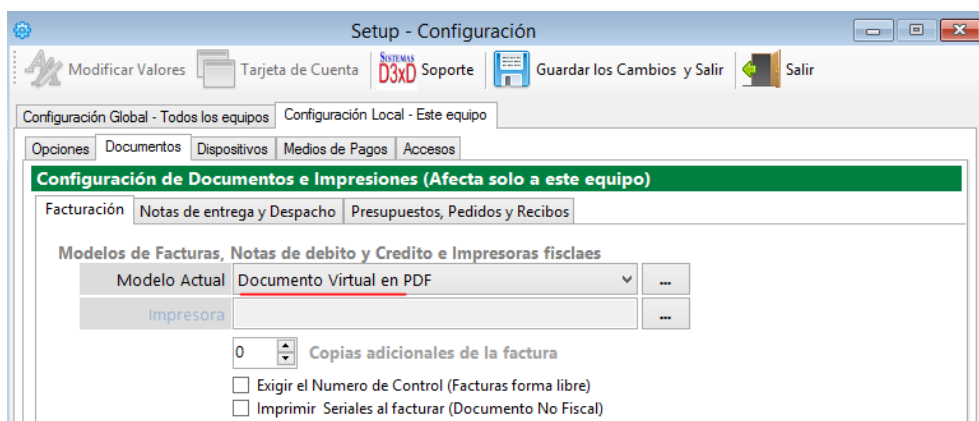 Setup - Configuración
Modificar Valores Tarjeta de Cuenta SISTEMAS D3xD Soporte Guardar los Cambios y Salir Salir
Configuración Global - Todos los equipos Configuración Local - Este equipo
Opciones Documentos Dispositivos Medios de Pagos Accesos
Configuración de Documentos e Impresiones (Afecta solo a este equipo)
Facturación Notas de entrega y Despacho Presupuestos, Pedidos y Recibos
Modelos de Facturas, Notas de debito y Credito e Impresoras fisclaes
Modelo Actual Documento Virtual en PDF ...
Impresora ...
0 Copias adicionales de la factura
Exigir el Numero de Control (Facturas forma libre)
Imprimir Seriales al facturar (Documento No Fiscal)